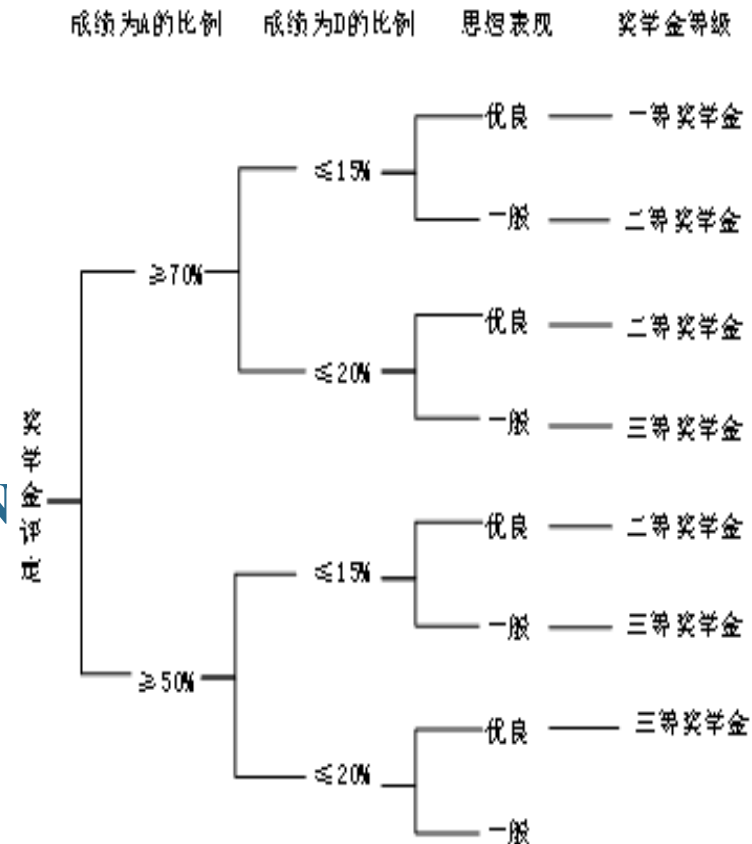 成绩为A的比例 成绩为D的比例 思想表现 奖学金等级
优良 一等奖学金
≤15%
一般 二等奖学金
≥70%
优良 二等奖学金
≤20%
一般 三等奖学金
奖学金评定
优良 二等奖学金
≤15%
一般 三等奖学金
≥50%
优良 三等奖学金
≤20%
一般